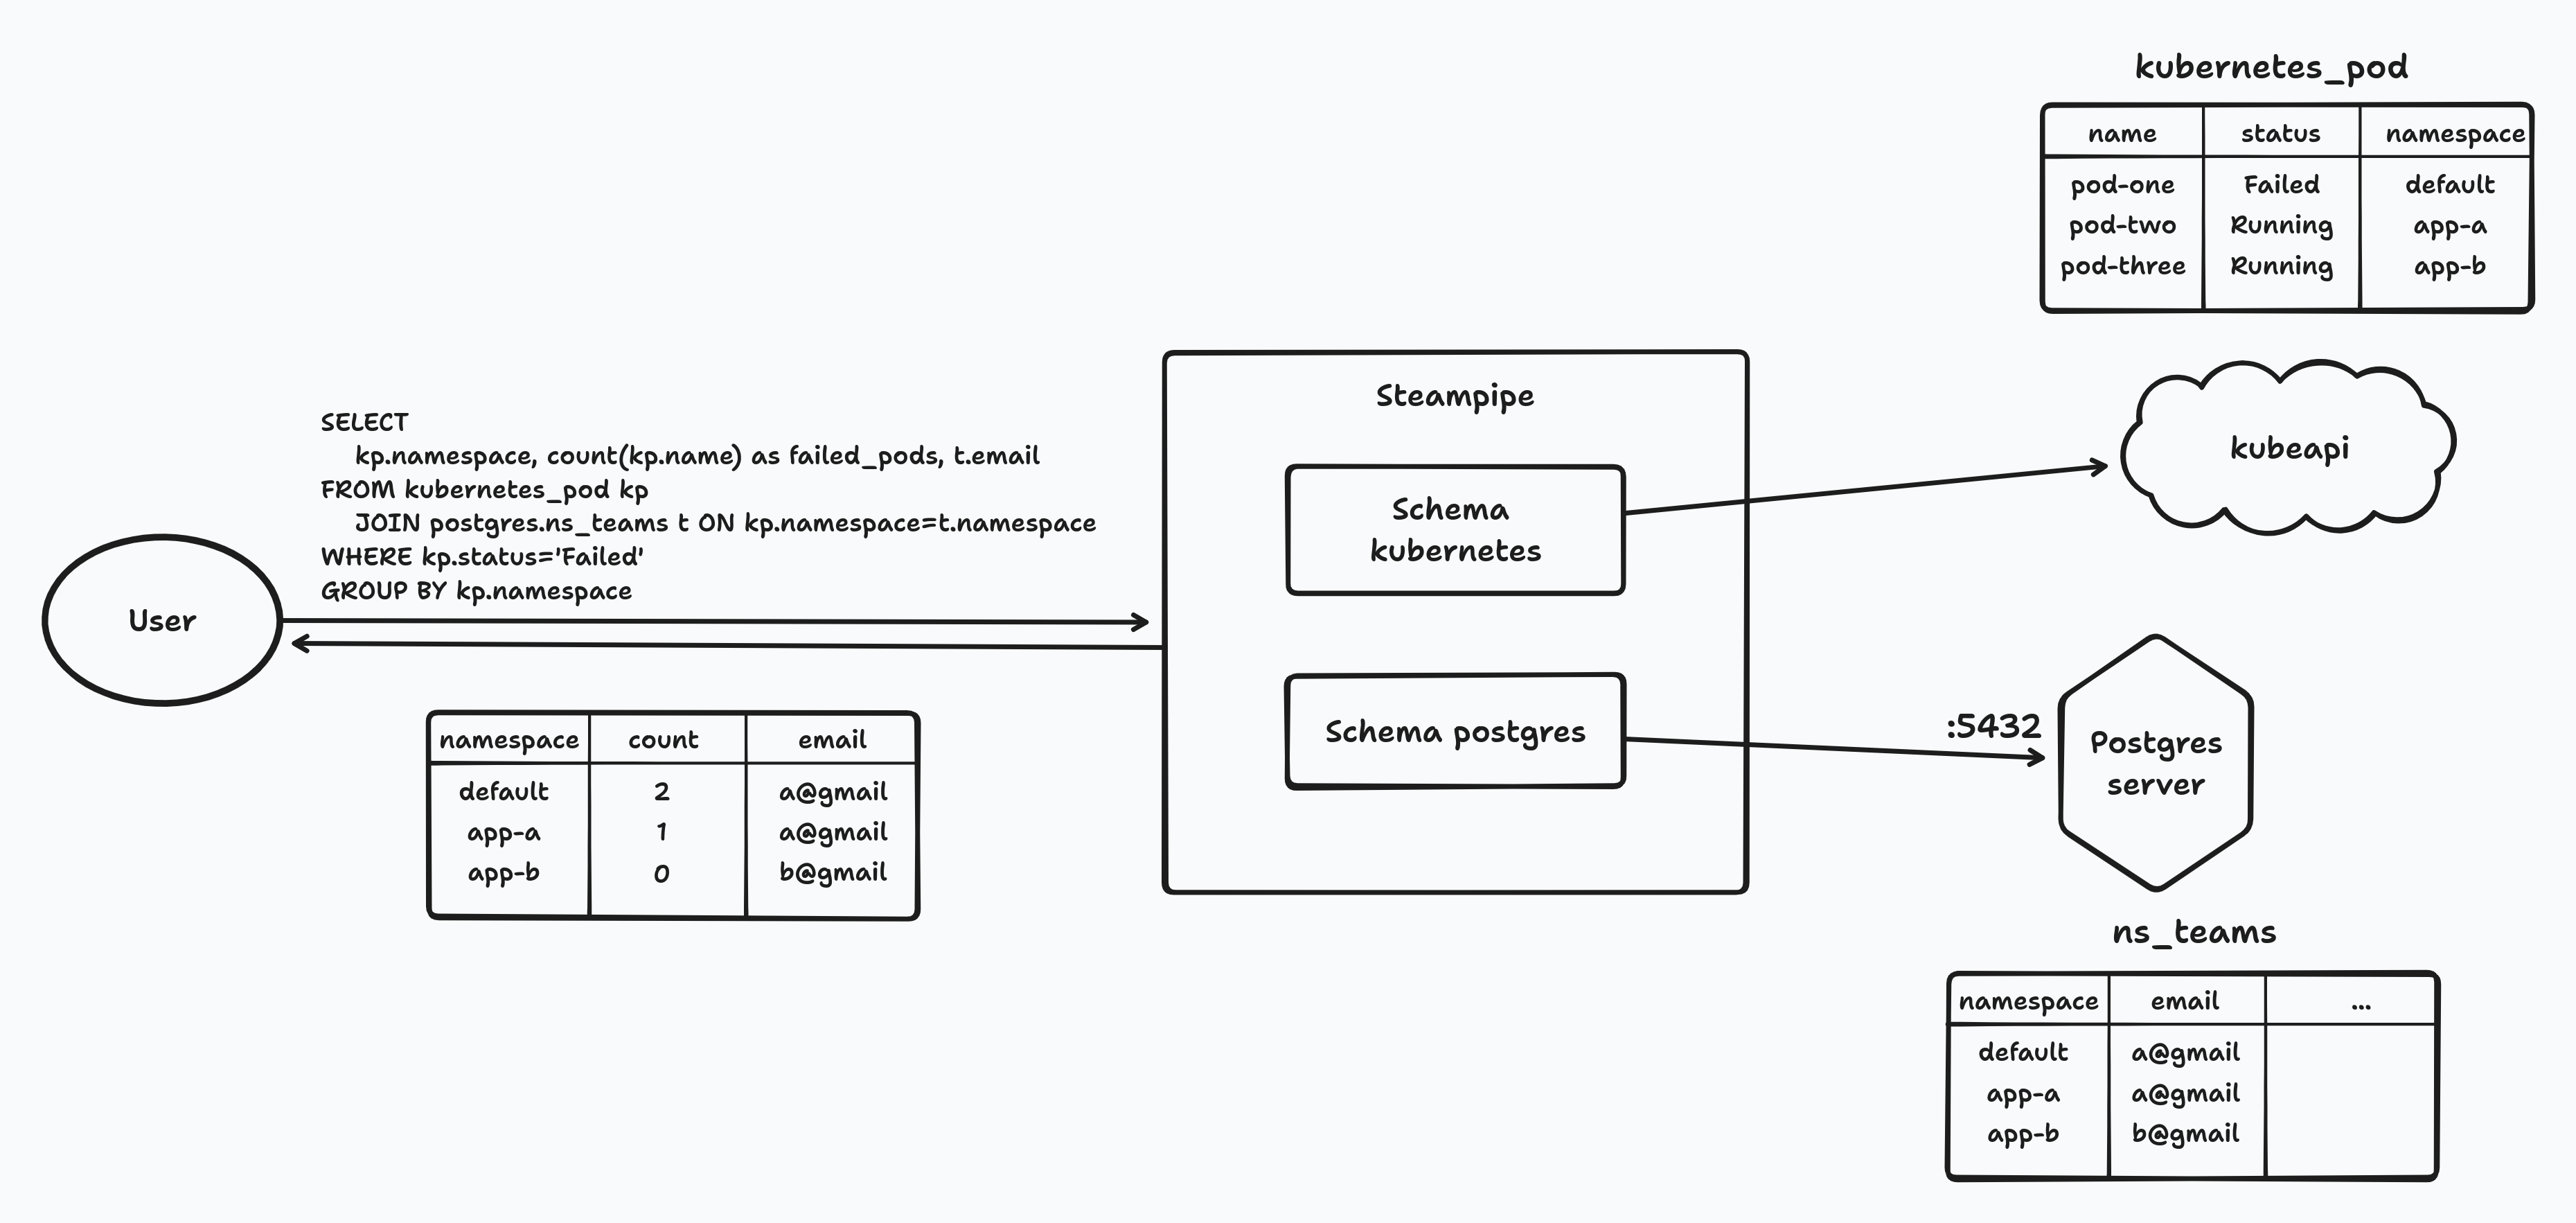 kubernetes_pod
name status namespace
pod-one Failed default
pod-two Running app-a
pod-three Running app-b
SELECT
kp.namespace, count(kp.name) as failed_pods, t.email
FROM kubernetes_pod kp
JOIN postgres.ns_teams t ON kp.namespace=t.namespace
WHERE kp.status='Failed'
GROUP BY kp.namespace
User
namespace count email
default 2 a@gmail
app-a 1 a@gmail
app-b 0 b@gmail
Steampipe
Schema
kubernetes
Schema postgres
kubeapi
:5432
Postgres
server
ns_teams
namespace email ...
default a@gmail
app-a a@gmail
app-b b@gmail